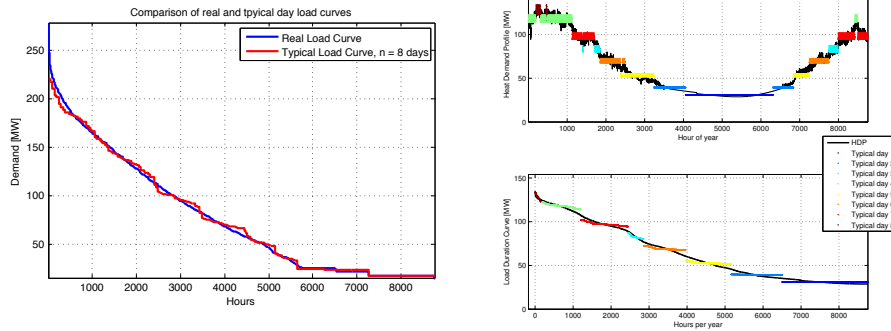 Comparison of real and tpyical day load curves
Real Load Curve
Typical Load Curve, n = 8 days
250
200
150
100
50
Demand [MW]
1000 2000 3000 4000 5000 6000 7000 8000
Hours
100
50
0
Heat Demand Profile [MW]
1000 2000 3000 4000 5000 6000 7000 8000
Hour of year
HDP
Typical day
Typical day
Typical day
Typical day
Typical day
Typical day
Typical day
Typical day
150
100
50
0
Load Duration Curve [MW]
0 1000 2000 3000 4000 5000 6000 7000 8000
Hours per year